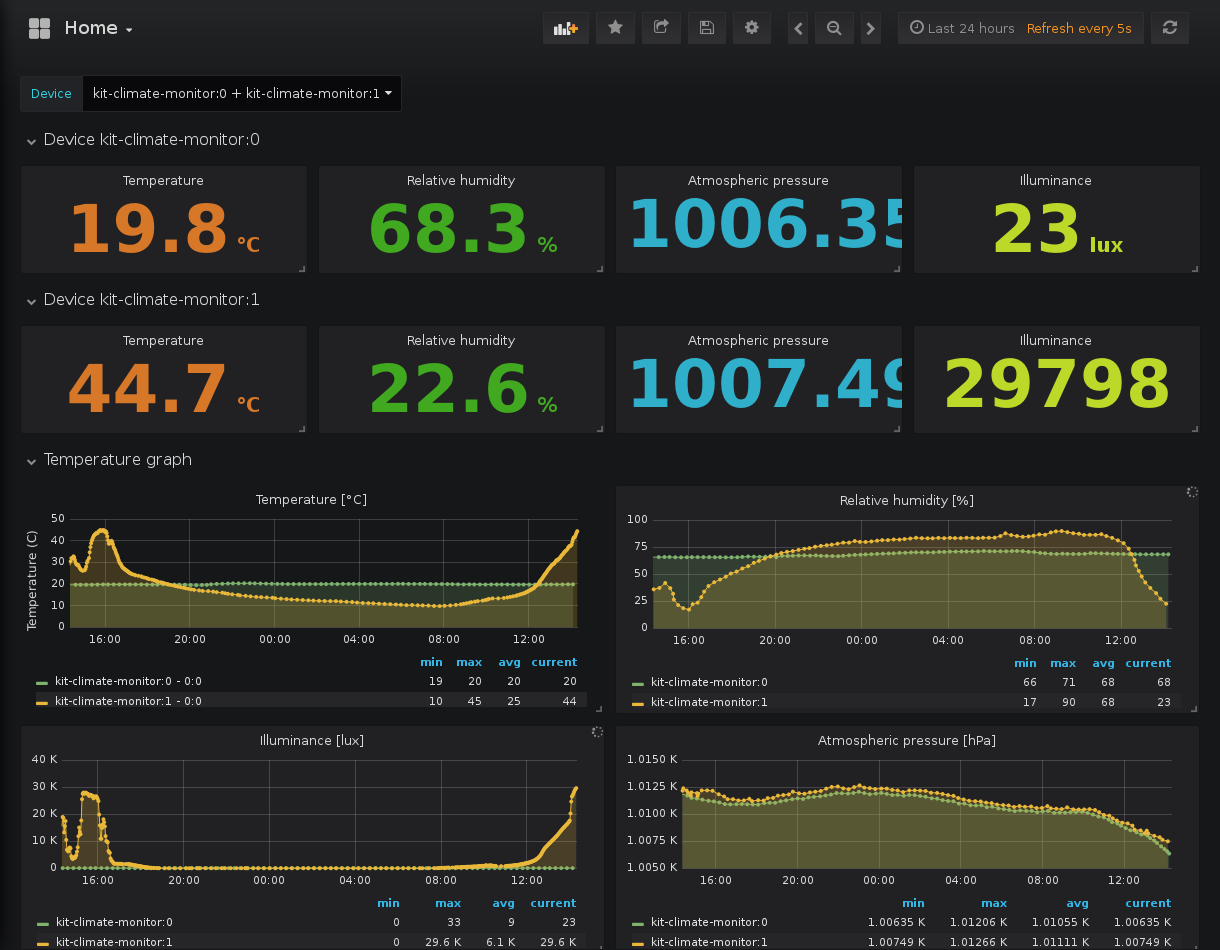 Home
Last 24 hours Refresh every 5s
Device kit-climate-monitor:0 + kit-climate-monitor:1
Device kit-climate-monitor:0
Temperature Relative humidity Atmospheric pressure Illuminance
19.8 °C 68.3 % 1006.35 23 lux
Device kit-climate-monitor:1
Temperature Relative humidity Atmospheric pressure Illuminance
44.7 °C 22.6 % 1007.49 29798
Temperature graph
Temperature [°C]
Temperature (C)
50
40
30
20
10
0
16:00 20:00 00:00 04:00 08:00 12:00
min max avg current
kit-climate-monitor:0 - 0:0 19 20 20 20
kit-climate-monitor:1 - 0:0 10 45 25 44
Relative humidity [%]
100
75
50
25
0
16:00 20:00 00:00 04:00 08:00 12:00
min max avg current
kit-climate-monitor:0 66 71 68 68
kit-climate-monitor:1 17 90 68 23
Illuminance [lux]
40 K
30 K
20 K
10 K
0
16:00 20:00 00:00 04:00 08:00 12:00
min max avg current
kit-climate-monitor:0 0 33 9 23
kit-climate-monitor:1 0 29.6 K 6.1 K 29.6 K
Atmospheric pressure [hPa]
1.0150 K
1.0125 K
1.0100 K
1.0075 K
1.0050 K
16:00 20:00 00:00 04:00 08:00 12:00
min max avg current
kit-climate-monitor:0 1.00635 K 1.01206 K 1.01055 K 1.00635 K
kit-climate-monitor:1 1.00749 K 1.01266 K 1.01111 K 1.00749 K